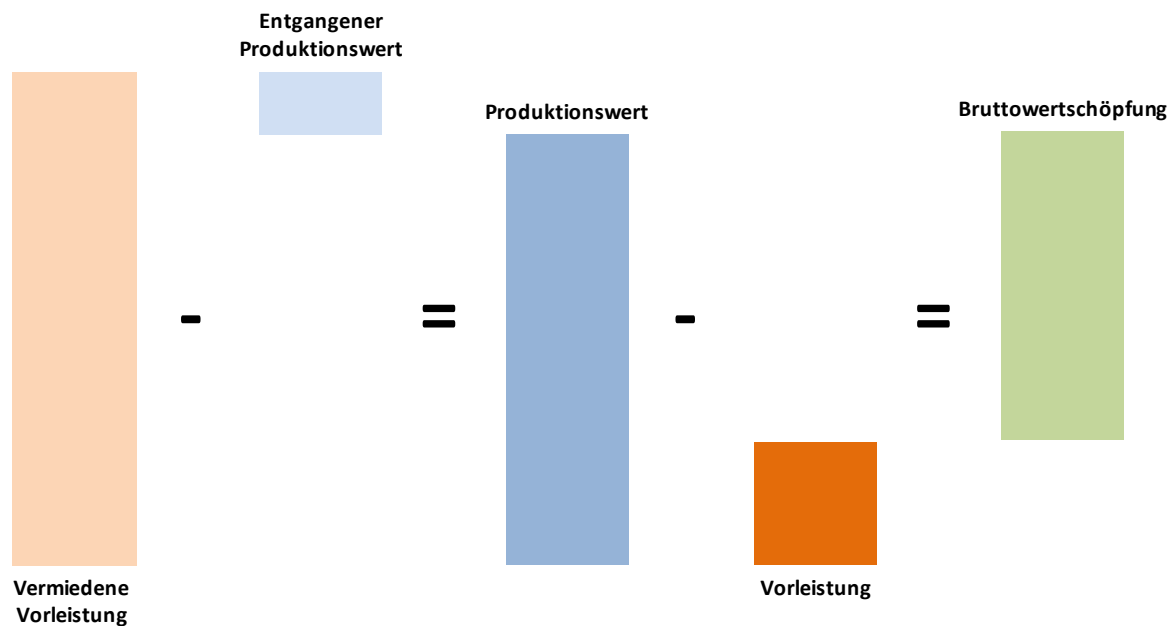 Entgangener
Produktionswert
Produktionswert
Bruttowertschöpfung
-
=
-
=
Vermiedene
Vorleistung
Vorleistung